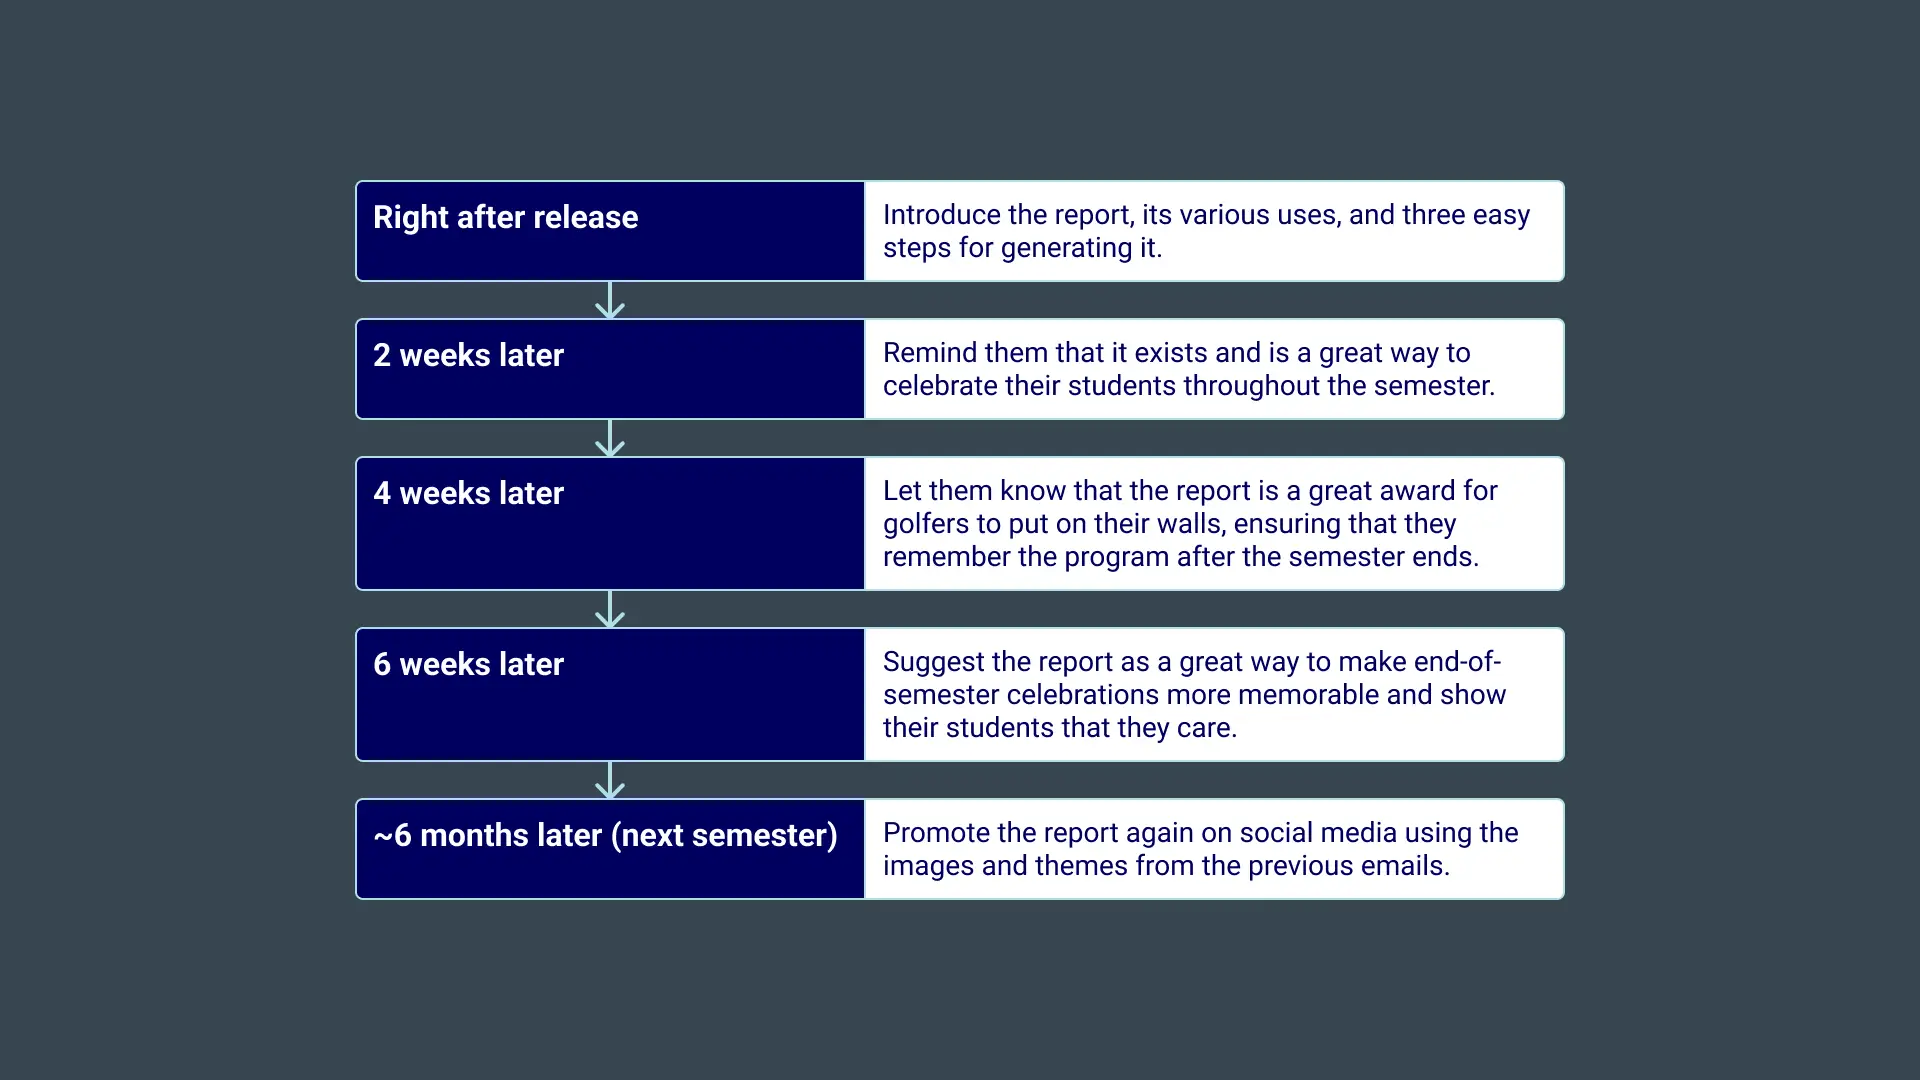 Right after release
Introduce the report, its various uses, and three easy
steps for generating it.
2 weeks later
Remind them that it exists and is a great way to
celebrate their students throughout the semester.
4 weeks later
Let them know that the report is a great award for
golfers to put on their walls, ensuring that they
remember the program after the semester ends.
6 weeks later
Suggest the report as a great way to make end-of-
semester celebrations more memorable and show
their students that they care.
~6 months later (next semester)
Promote the report again on social media using the
images and themes from the previous emails.